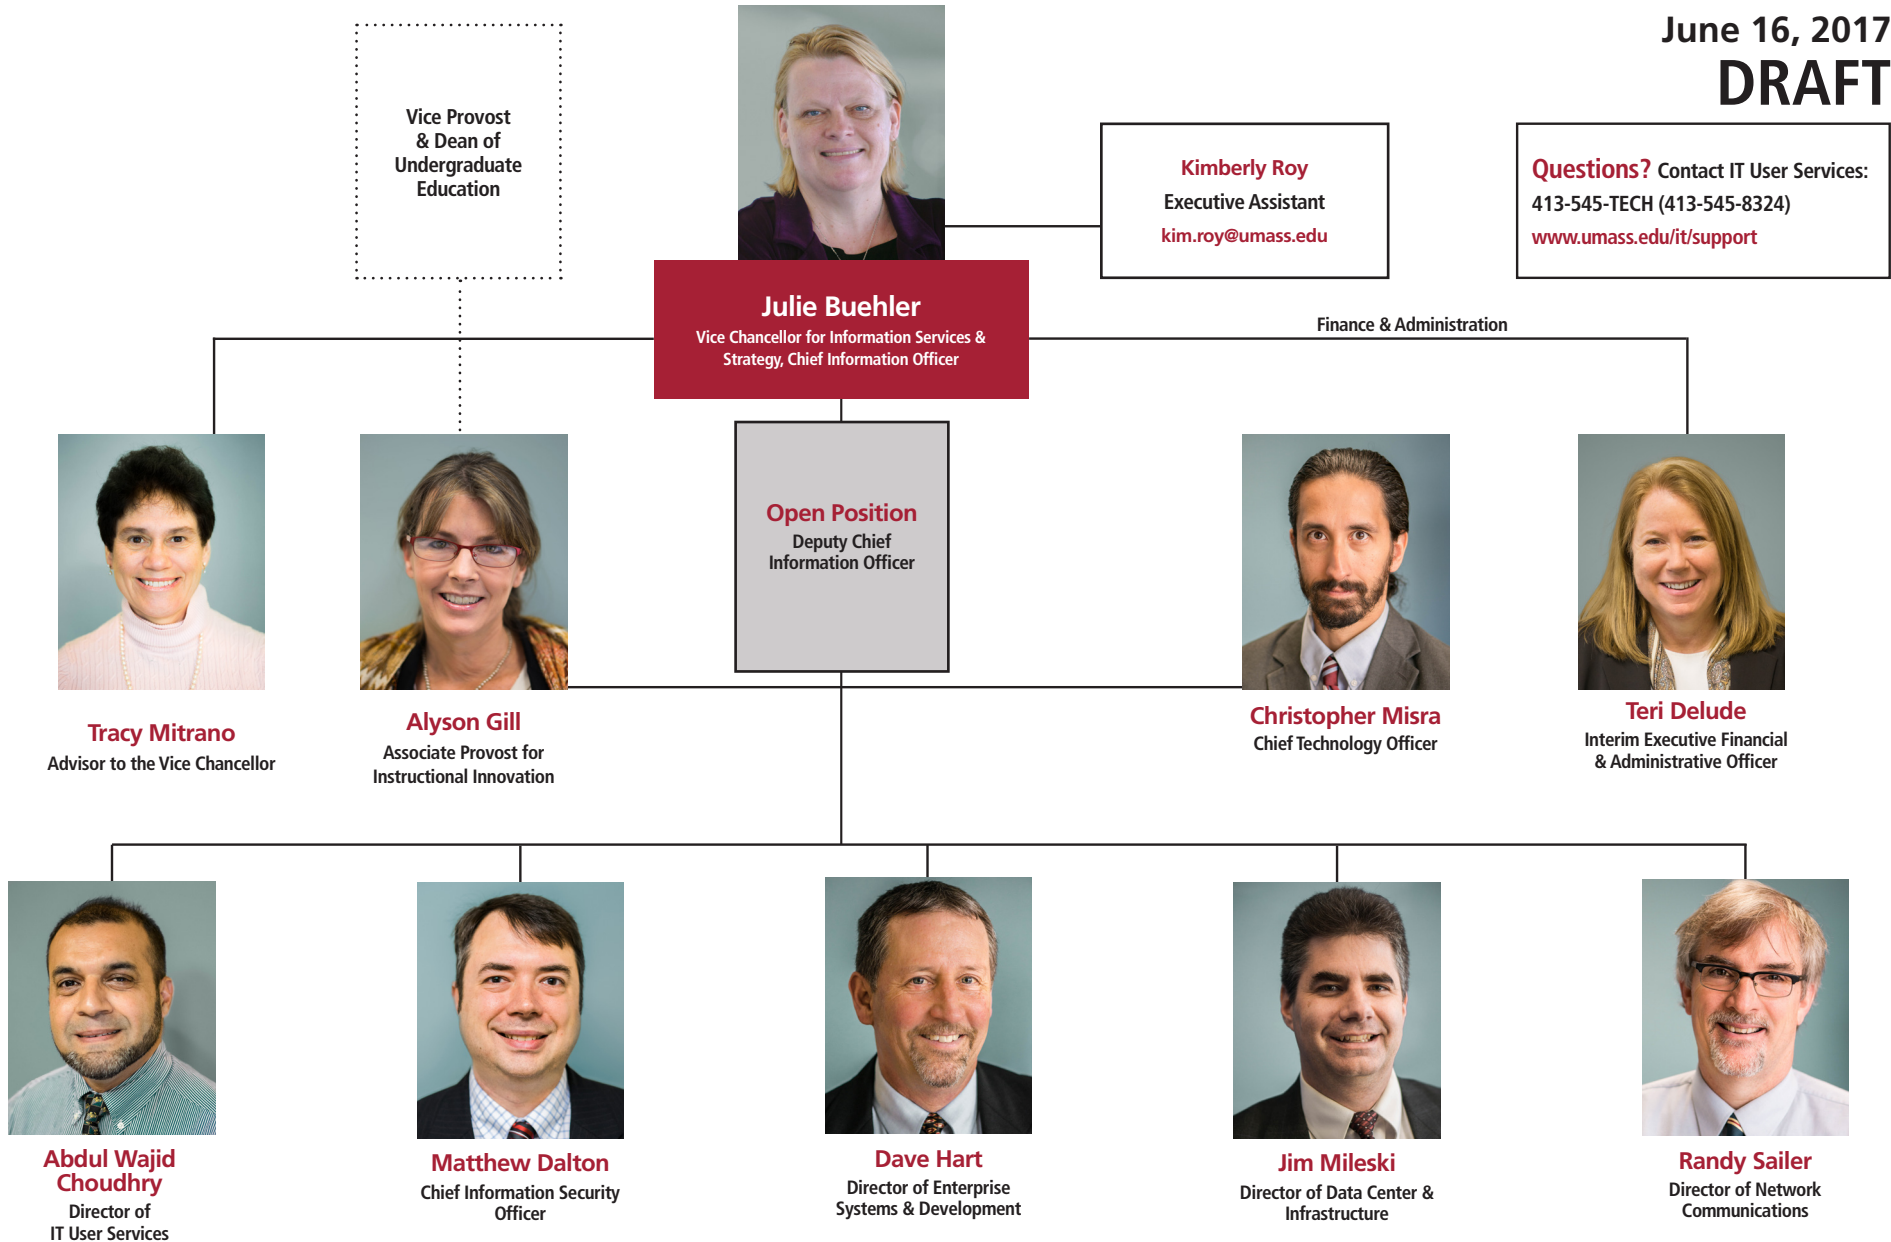 June 16, 2017
DRAFT
Vice Provost
& Dean of
Undergraduate
Education
Kimberly Roy
Executive Assistant
kim.roy@umass.edu
Questions? Contact IT User Services:
413-545-TECH (413-545-8324)
www.umass.edu/it/support
Julie Buehler
Vice Chancellor for Information Services &
Strategy, Chief Information Officer
Finance & Administration
Open Position
Deputy Chief
Information Officer
Tracy Mitrano
Advisor to the Vice Chancellor
Alyson Gill
Associate Provost for
Instructional Innovation
Christopher Misra
Chief Technology Officer
Teri Delude
Interim Executive Financial
& Administrative Officer
Abdul Wajid
Choudhry
Director of
IT User Services
Matthew Dalton
Chief Information Security
Officer
Dave Hart
Director of Enterprise
Systems & Development
Jim Mileski
Director of Data Center &
Infrastructure
Randy Sailer
Director of Network
Communications